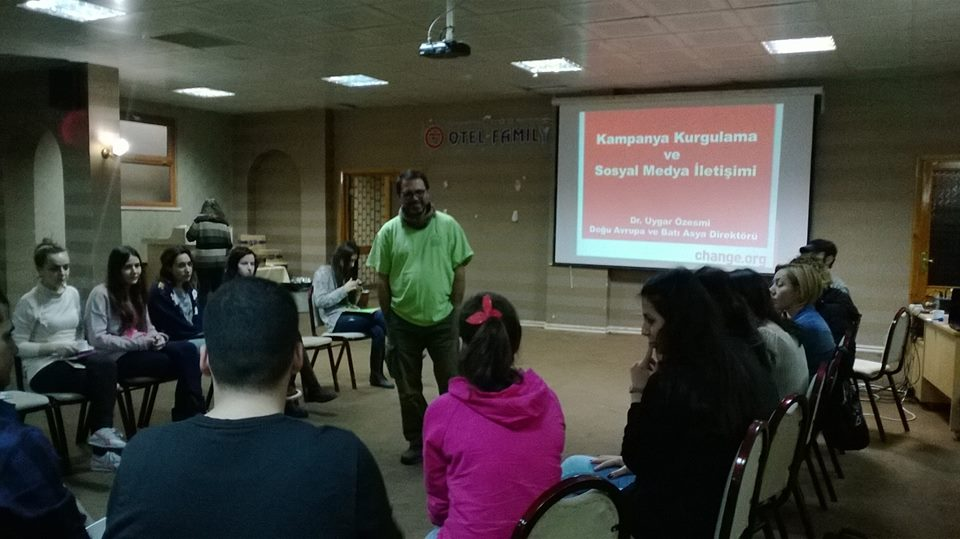 OTEL FAMILY
Kampanya Kurgulama
ve
Sosyal Medya İletişimi
Dr. Uygar Özesmi
Doğu Avrupa ve Batı Asya Direktörü
change.org